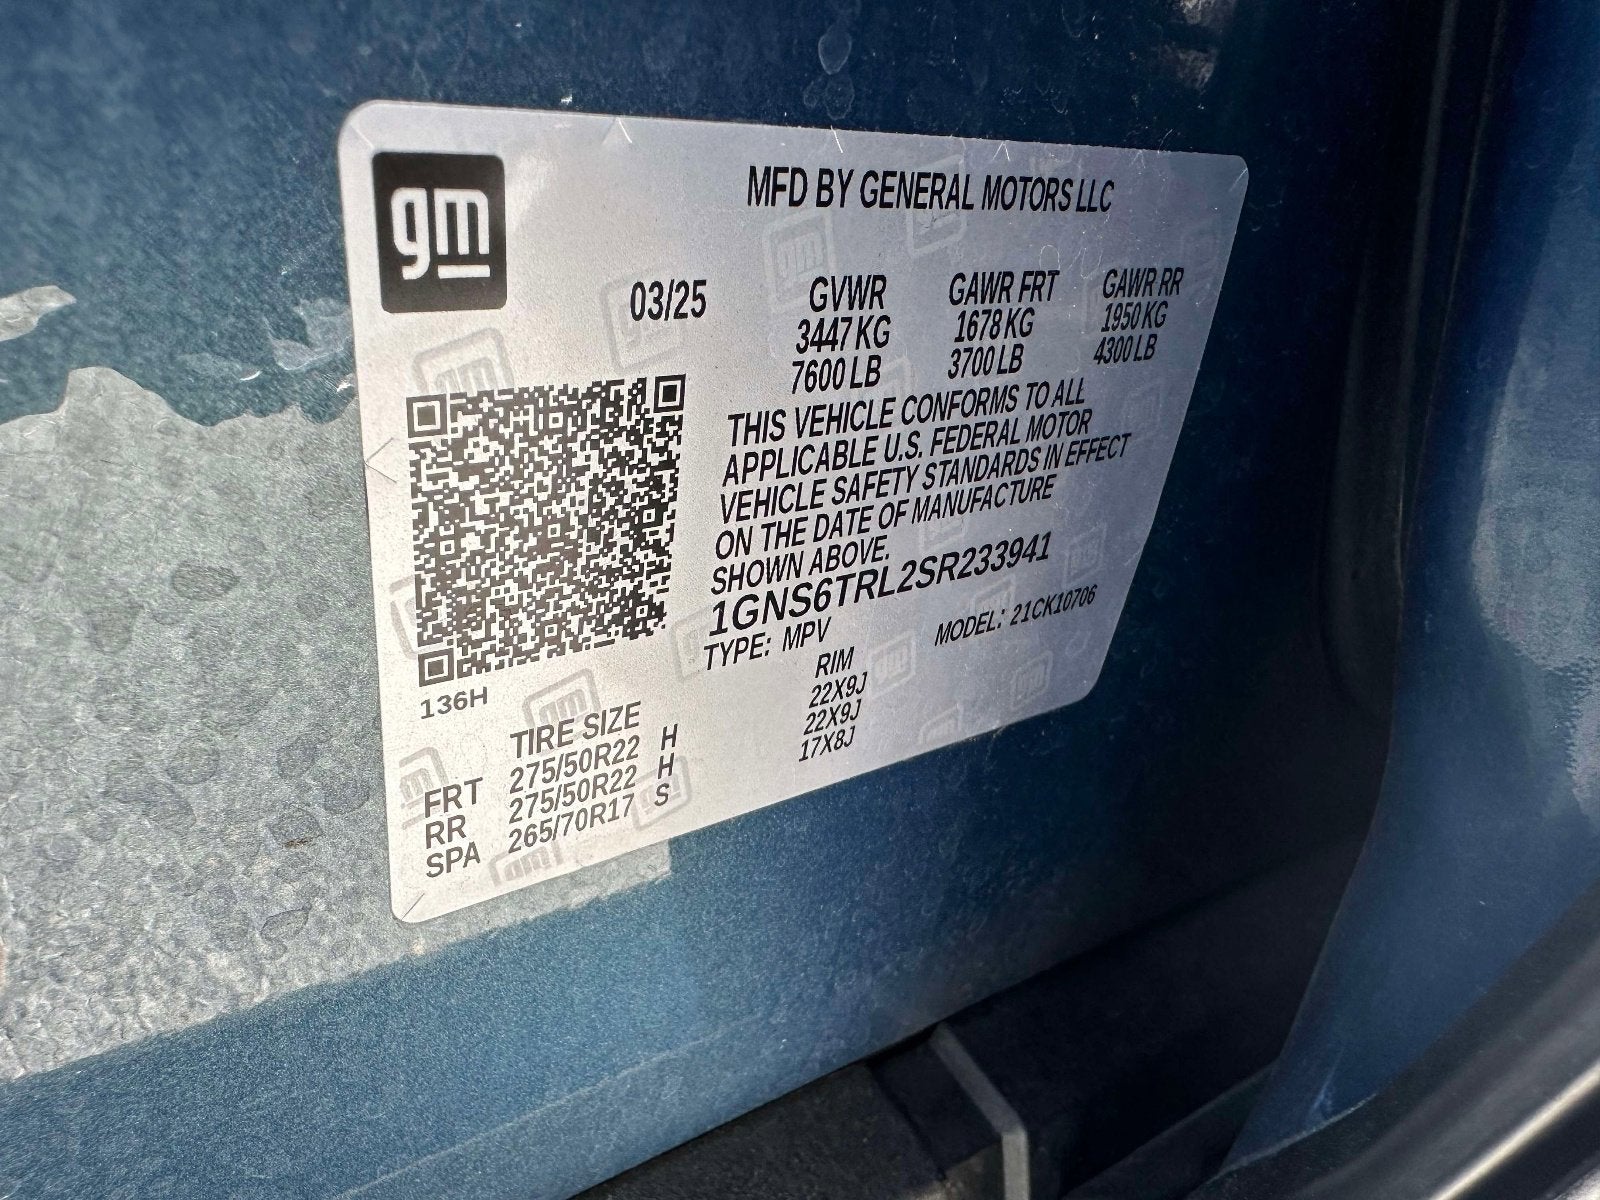 gm
MFD BY GENERAL MOTORS LLC
03/25
GVWR GAWR FRT GAWR RR
3447 KG 1678 KG 1950 KG
7600 LB 3700 LB 4300 LB
THIS VEHICLE CONFORMS TO ALL
APPLICABLE U.S. FEDERAL MOTOR
VEHICLE SAFETY STANDARDS IN EFFECT
ON THE DATE OF MANUFACTURE
SHOWN ABOVE.
1GNS6TRL2SR233941
TYPE: MPV MODEL: 21CK10706
136H
TIRE SIZE RIM
FRT 275/50R22 H 22X9J
RR 275/50R22 H 22X9J
SPA 265/70R17 S 17X8J